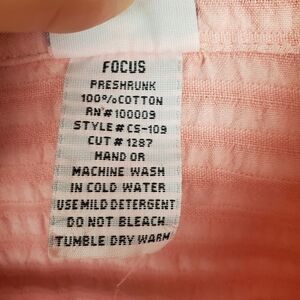 FOCUS
PRESHRUNK
100% COTTON
RN# 100009
STYLE# CS-109
CUT # 1287
HAND OR
MACHINE WASH
IN COLD WATER
USE MILD DETERGENT
DO NOT BLEACH
TUMBLE DRY WARM